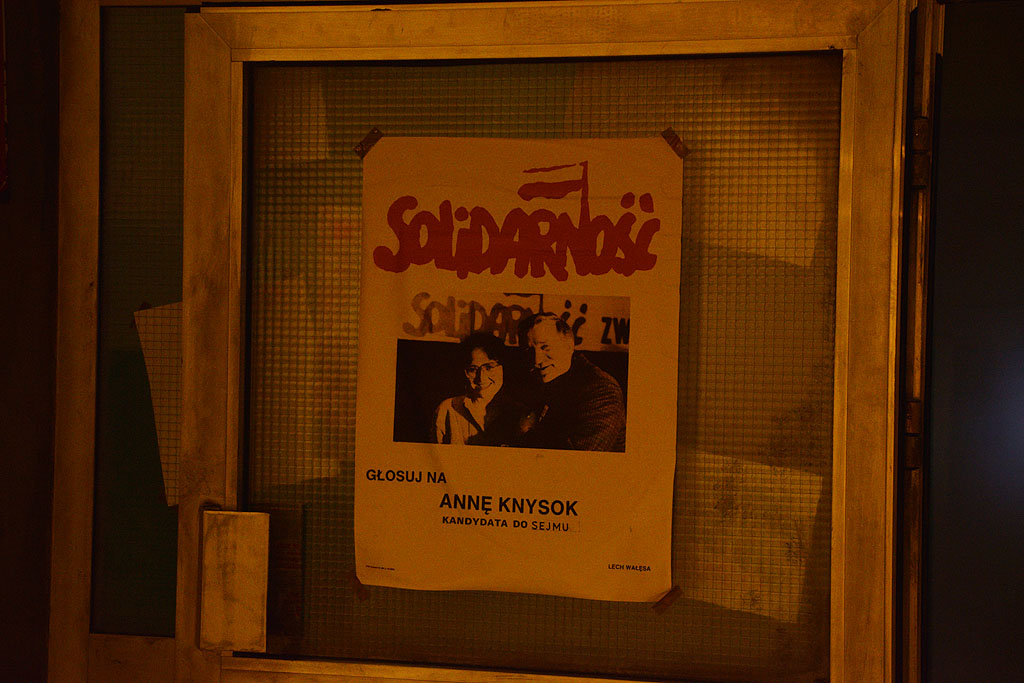 SOLIDARNOŚĆ
SOLIDARNOŚĆ ZW
GŁOSUJ NA
ANNĘ KNYSOK
KANDYDATA DO SEJMU
LECH WAŁĘSA